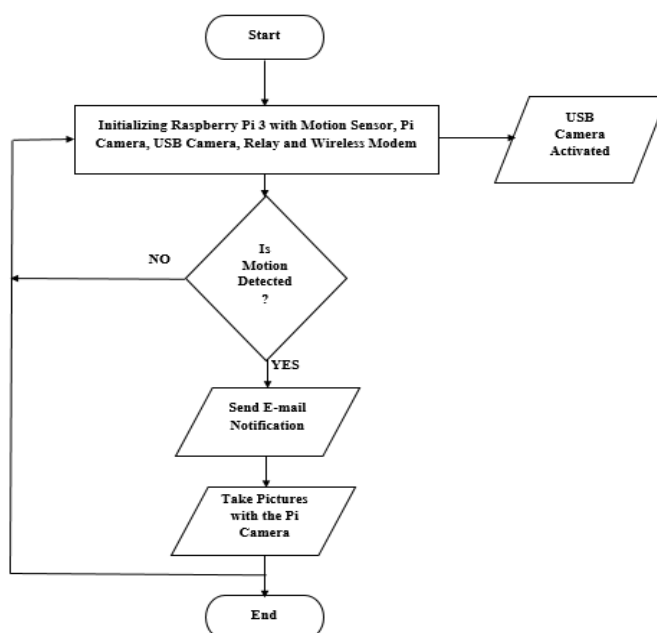 Start
Initializing Raspberry Pi 3 with Motion Sensor, Pi
Camera, USB Camera, Relay and Wireless Modem
USB
Camera
Activated
Is
Motion
Detected
?
NO
YES
Send E-mail
Notification
Take Pictures
with the Pi
Camera
End